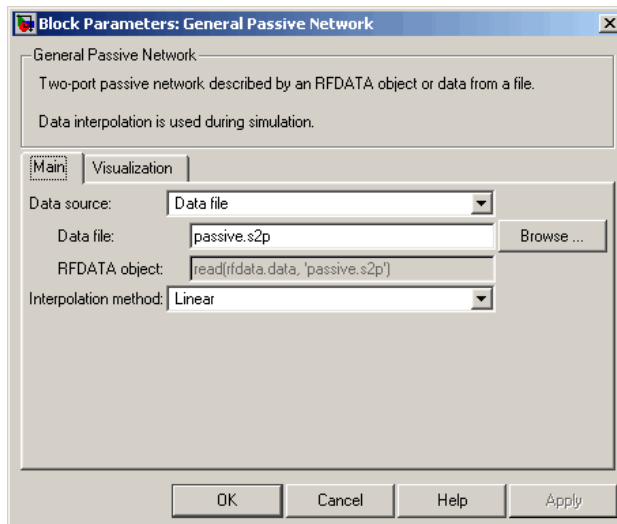 Block Parameters: General Passive Network
General Passive Network
Two-port passive network described by an RFDATA object or data from a file.
Data interpolation is used during simulation.
Main Visualization
Data source: Data file
Data file: passive.s2p Browse ...
RFDATA object: read(rfdata.data, 'passive.s2p')
Interpolation method: Linear
OK Cancel Help Apply